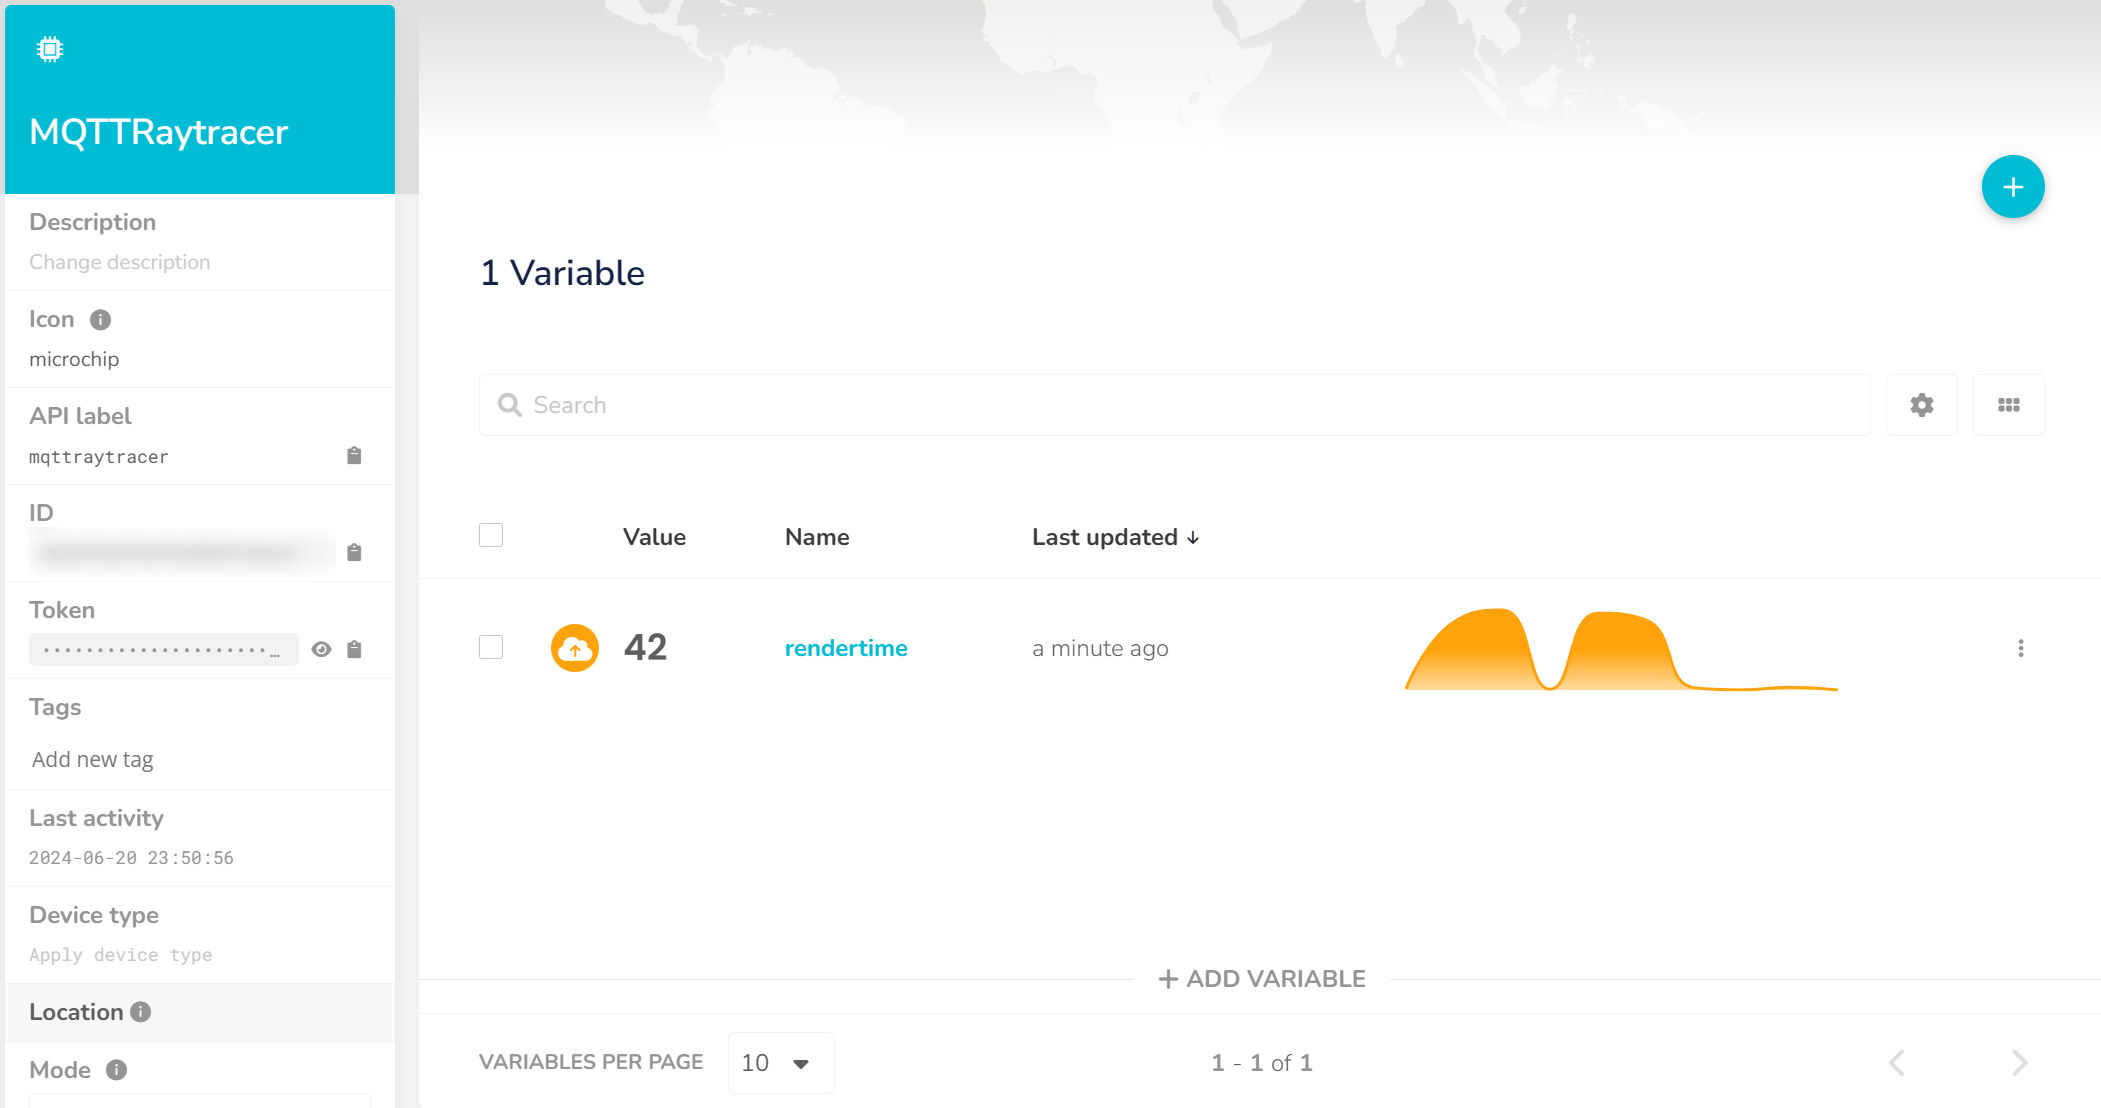 MQTTRaytracer
Description
Change description
Icon
microchip
API label
mqttraytracer
ID
Token
Tags
Add new tag
Last activity
2024-06-20 23:50:56
Device type
Apply device type
Location
Mode
1 Variable
Search
Value Name Last updated
42 rendertime a minute ago
ADD VARIABLE
VARIABLES PER PAGE 10 1 - 1 of 1